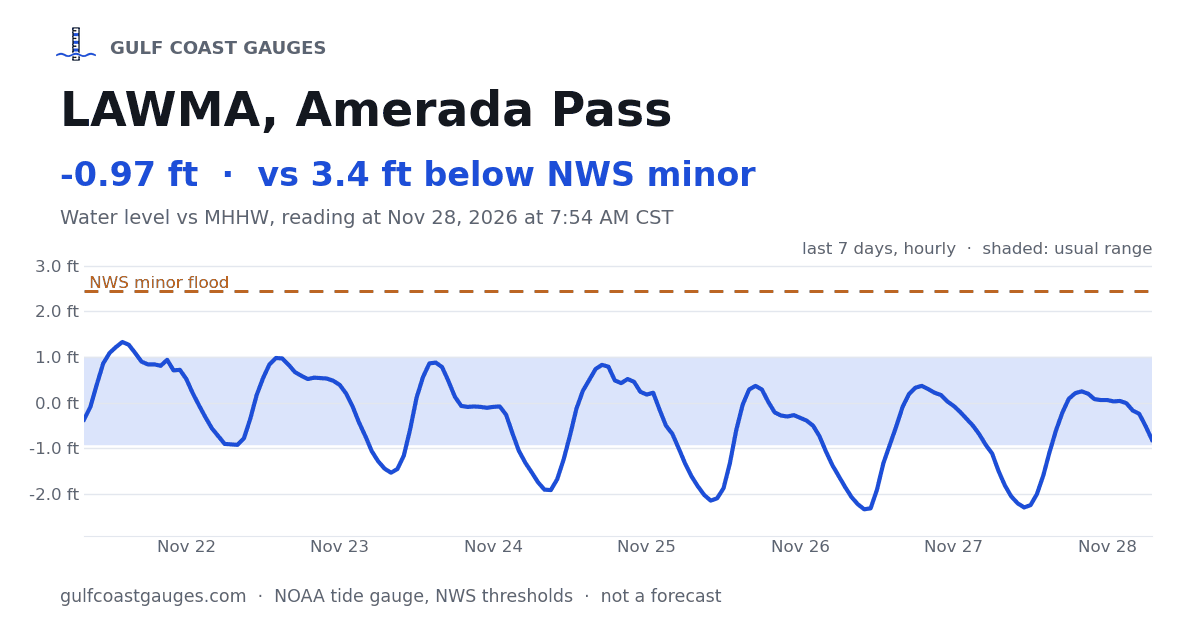 GULF COAST GAUGES
LAWMA, Amerada Pass
-0.97 ft · vs 3.4 ft below NWS minor
Water level vs MHHW, reading at Nov 28, 2026 at 7:54 AM CST
last 7 days, hourly · shaded: usual range
3.0 ft
NWS minor flood
2.0 ft
1.0 ft
0.0 ft
-1.0 ft
-2.0 ft
Nov 22 Nov 23 Nov 24 Nov 25 Nov 26 Nov 27 Nov 28
gulfcoastgauges.com · NOAA tide gauge, NWS thresholds · not a forecast